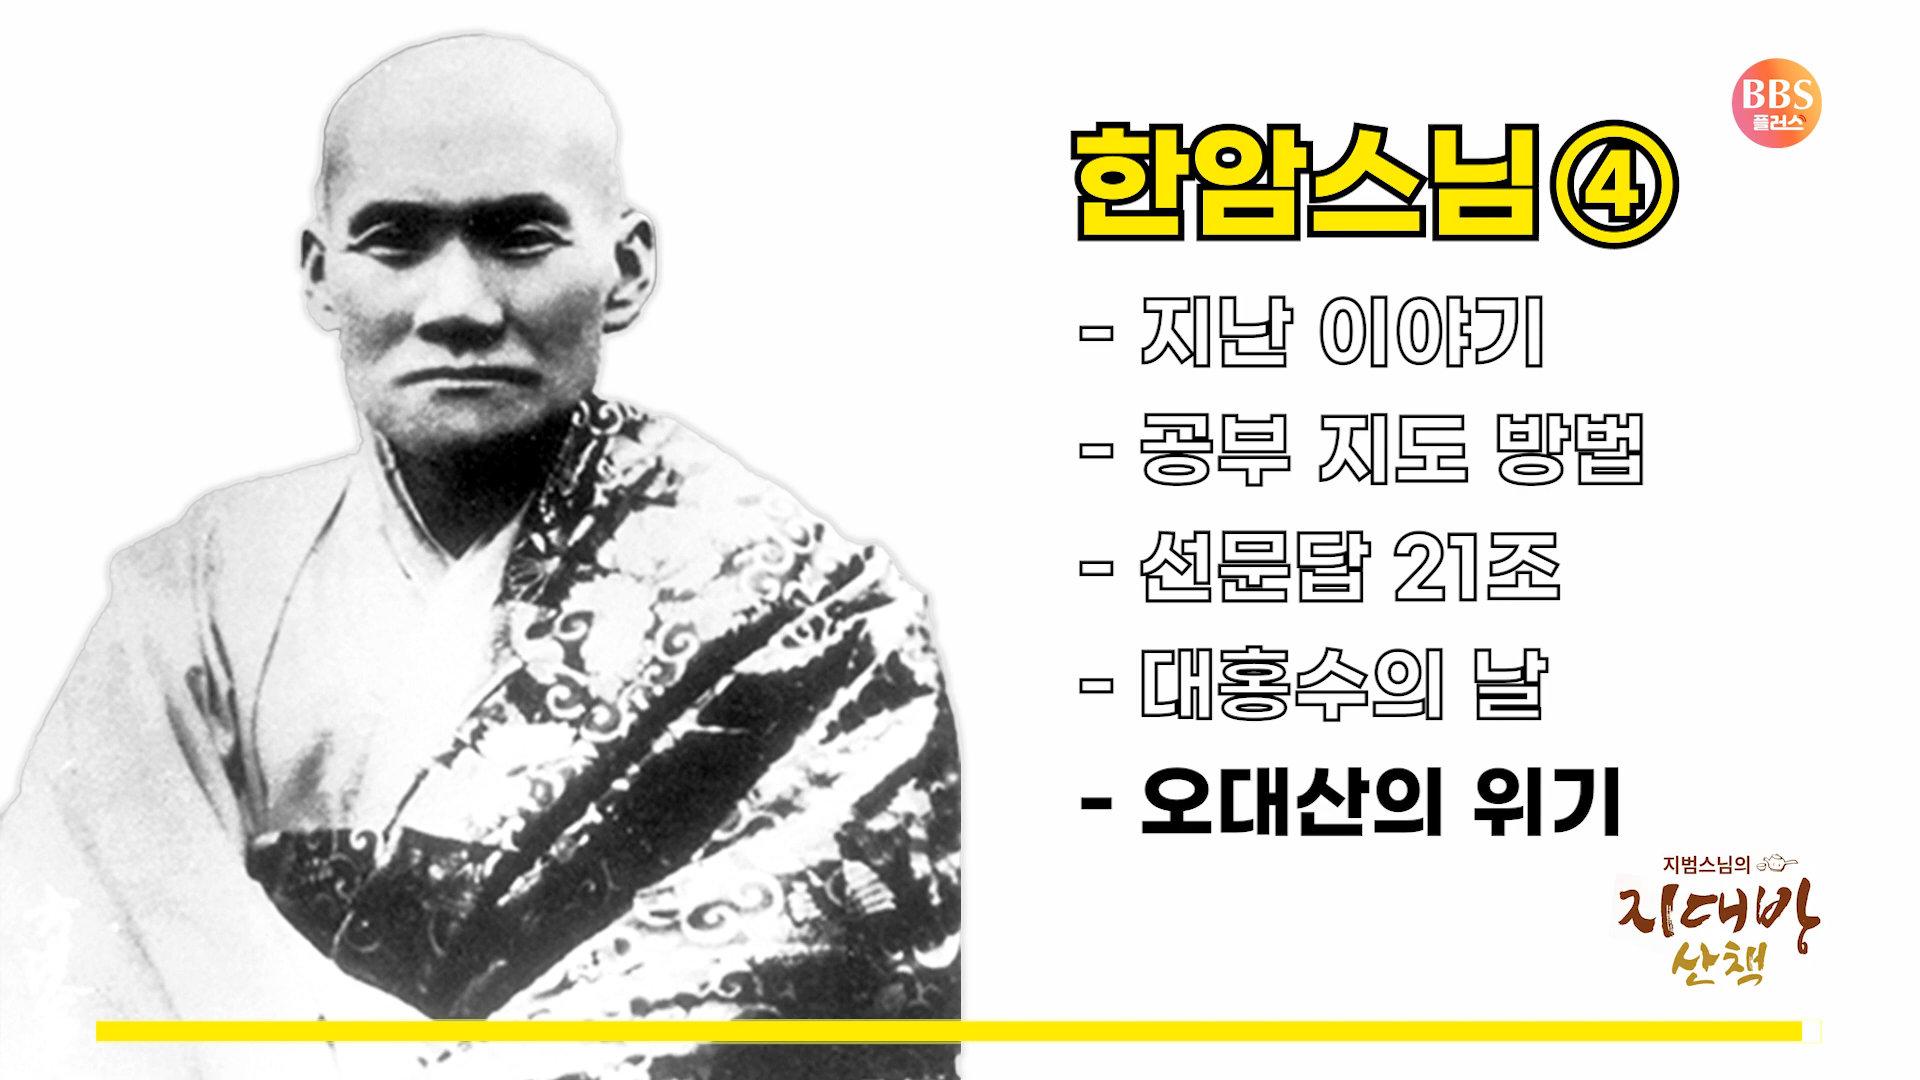 BBS
플러스
한암스님④
- 지난 이야기
- 공부 지도 방법
- 선문답 21조
- 대홍수의 날
- 오대산의 위기
지범스님의
지대방
산책